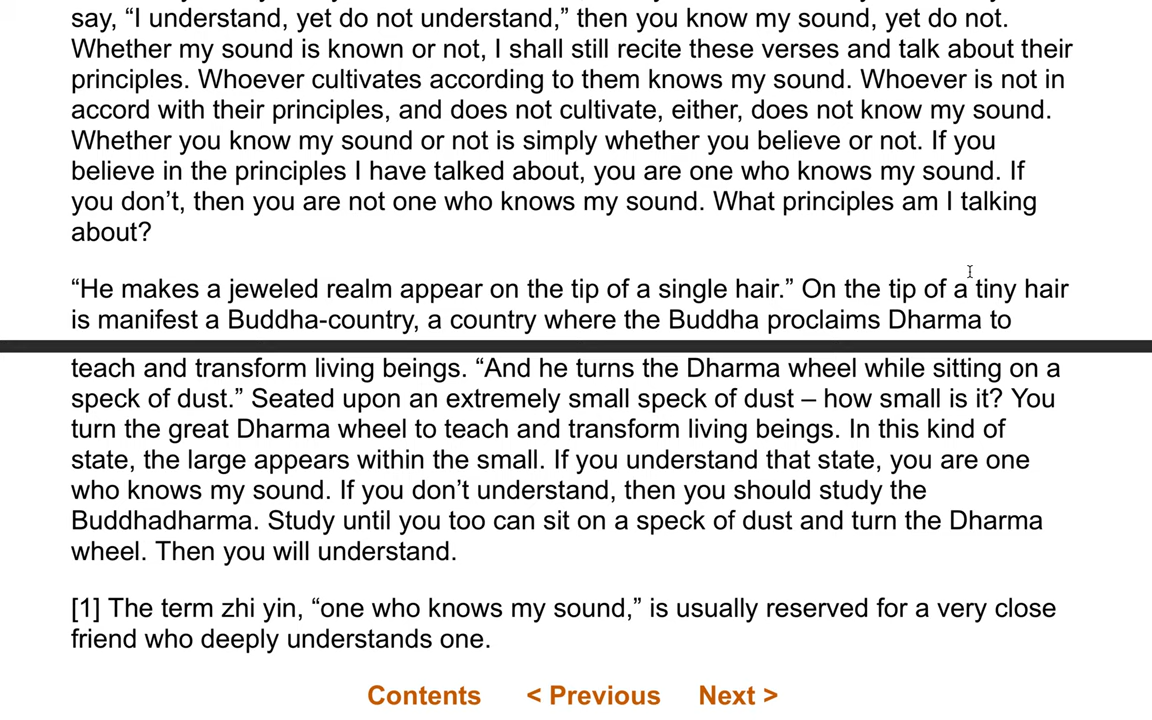 say, “I understand, yet do not understand,” then you know my sound, yet do not.
Whether my sound is known or not, I shall still recite these verses and talk about their
principles. Whoever cultivates according to them knows my sound. Whoever is not in
accord with their principles, and does not cultivate, either, does not know my sound.
Whether you know my sound or not is simply whether you believe or not. If you
believe in the principles I have talked about, you are one who knows my sound. If
you don’t, then you are not one who knows my sound. What principles am I talking
about?
“He makes a jeweled realm appear on the tip of a single hair.” On the tip of a tiny hair
is manifest a Buddha-country, a country where the Buddha proclaims Dharma to
teach and transform living beings. “And he turns the Dharma wheel while sitting on a
speck of dust.” Seated upon an extremely small speck of dust – how small is it? You
turn the great Dharma wheel to teach and transform living beings. In this kind of
state, the large appears within the small. If you understand that state, you are one
who knows my sound. If you don’t understand, then you should study the
Buddhadharma. Study until you too can sit on a speck of dust and turn the Dharma
wheel. Then you will understand.
[1] The term zhi yin, “one who knows my sound,” is usually reserved for a very close
friend who deeply understands one.
Contents < Previous Next >